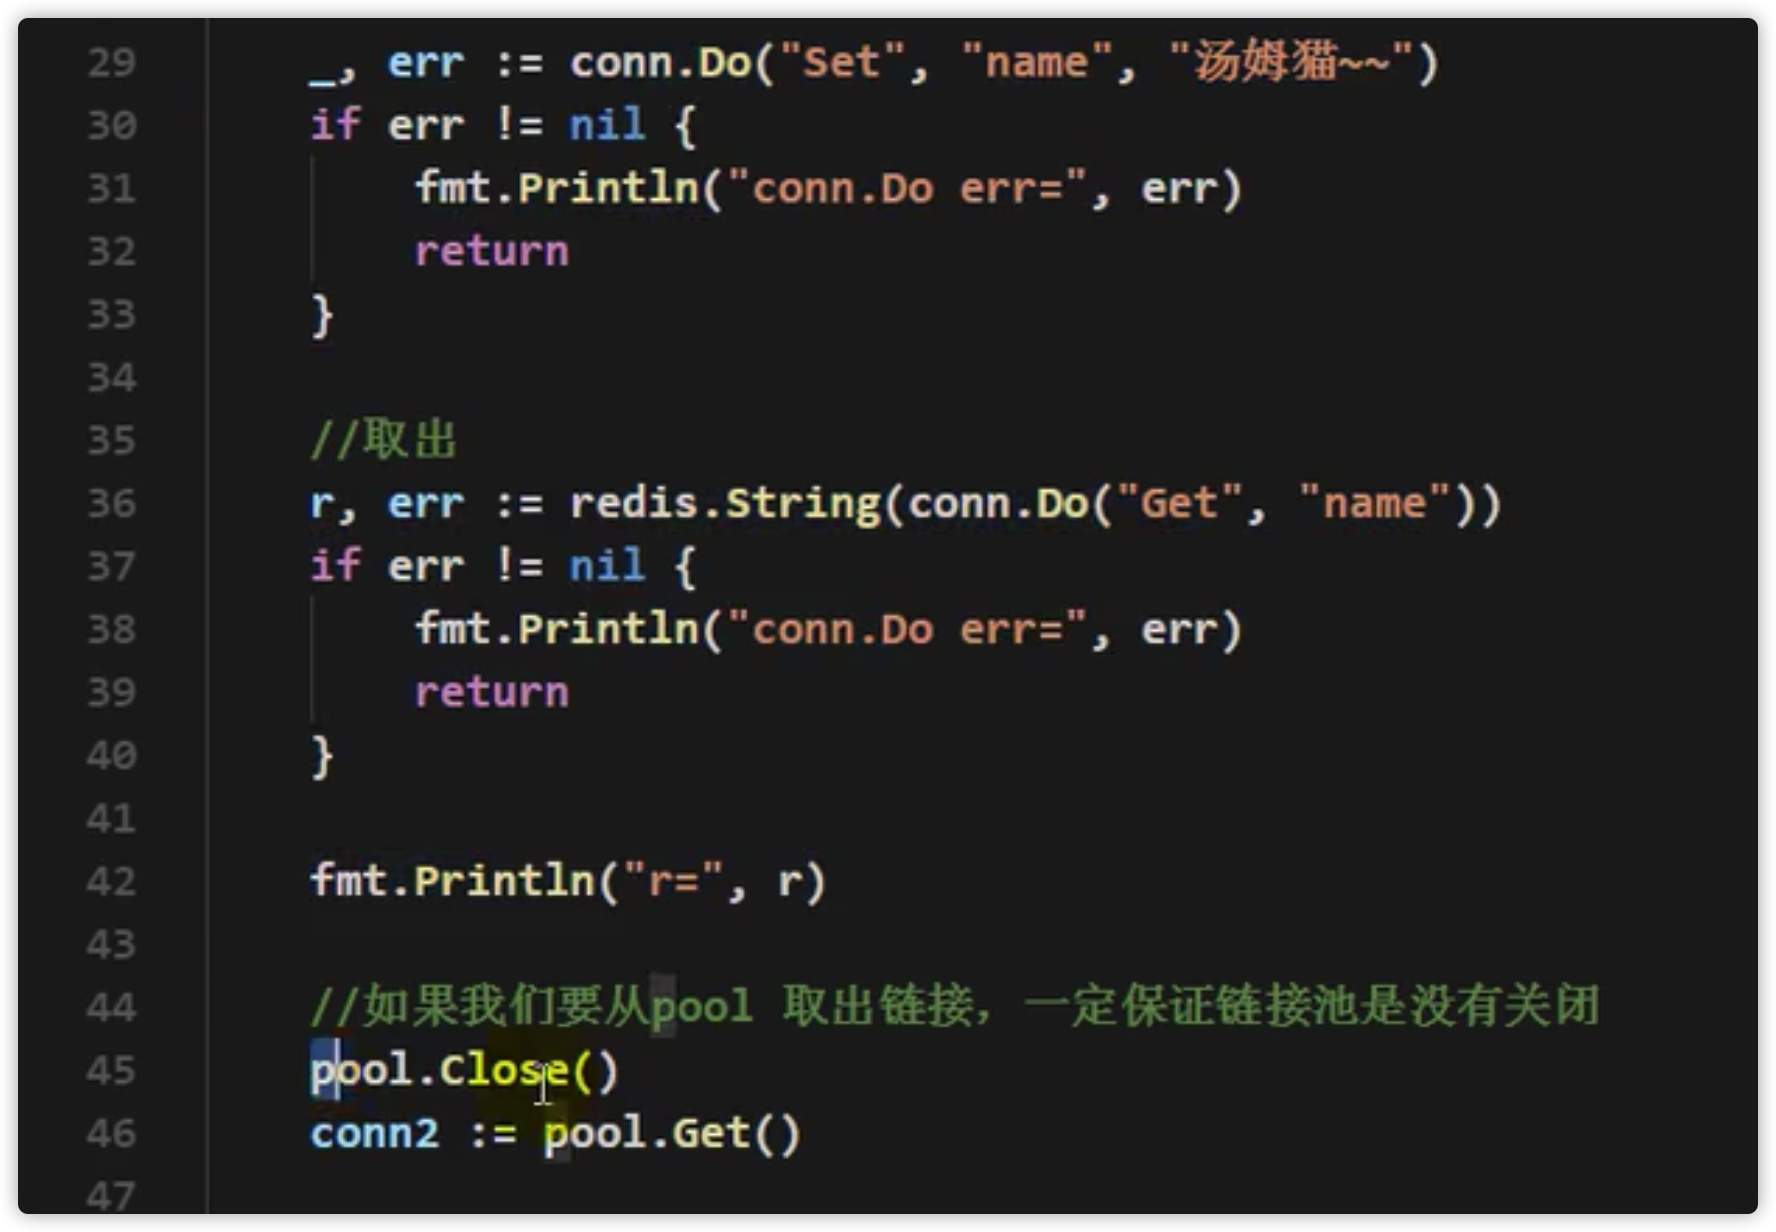 29 _, err := conn.Do("Set", "name", "汤姆猫~~")
30 if err != nil {
31 fmt.Println("conn.Do err=", err)
32 return
33 }
34
35 //取出
36 r, err := redis.String(conn.Do("Get", "name"))
37 if err != nil {
38 fmt.Println("conn.Do err=", err)
39 return
40 }
41
42 fmt.Println("r=", r)
43
44 //如果我们要从pool 取出链接，一定保证链接池是没有关闭
45 pool.Close()
46 conn2 := pool.Get()
47